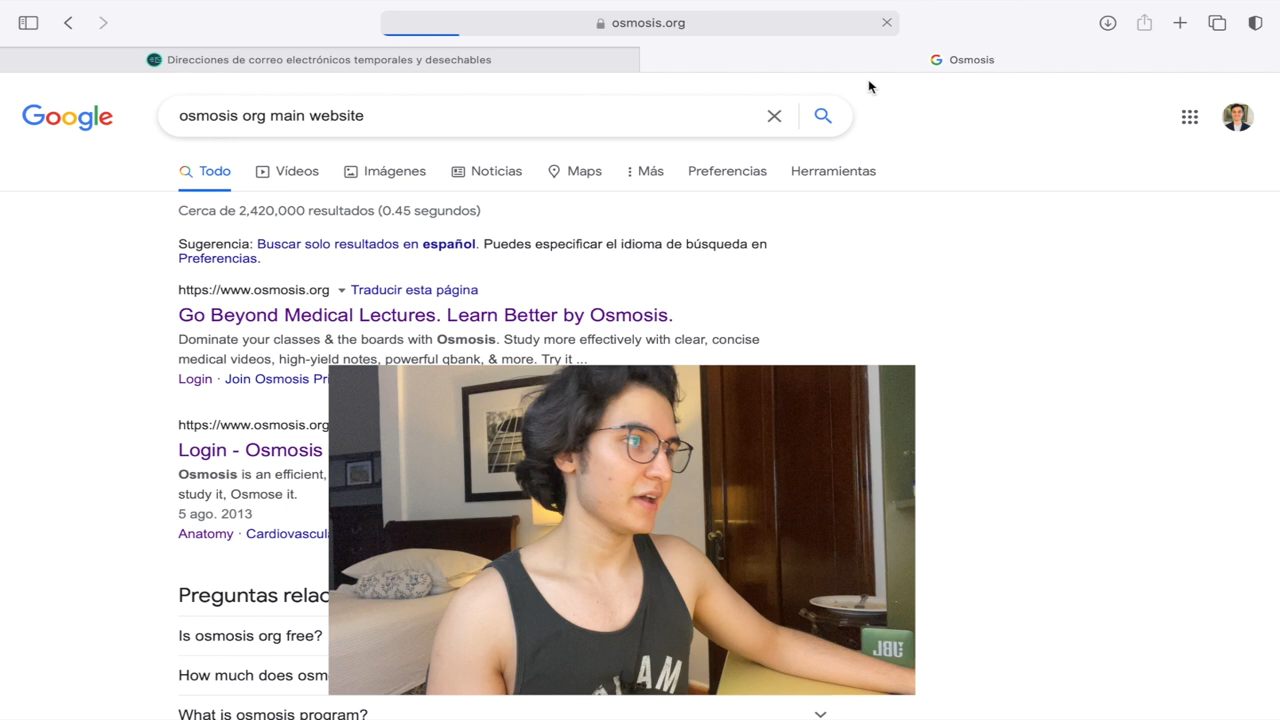 osmosis.org
Direcciones de correo electrónicos temporales y desechables
Osmosis
Google
osmosis org main website
Todo
Vídeos
Imágenes
Noticias
Maps
Más
Preferencias
Herramientas
Cerca de 2,420,000 resultados (0.45 segundos)
Sugerencia: Buscar solo resultados en español. Puedes especificar el idioma de búsqueda en
Preferencias.
https://www.osmosis.org Traducir esta página
Go Beyond Medical Lectures. Learn Better by Osmosis.
Dominate your classes & the boards with Osmosis. Study more effectively with clear, concise
medical videos, high-yield notes, powerful qbank, & more. Try it ...
Login · Join Osmosis Pri
https://www.osmosis.org
Login - Osmosis
Osmosis is an efficient,
study it, Osmose it.
5 ago. 2013
Anatomy · Cardiovascul
Preguntas relac
Is osmosis org free?
How much does osm
What is osmosis program?
JBL
AM